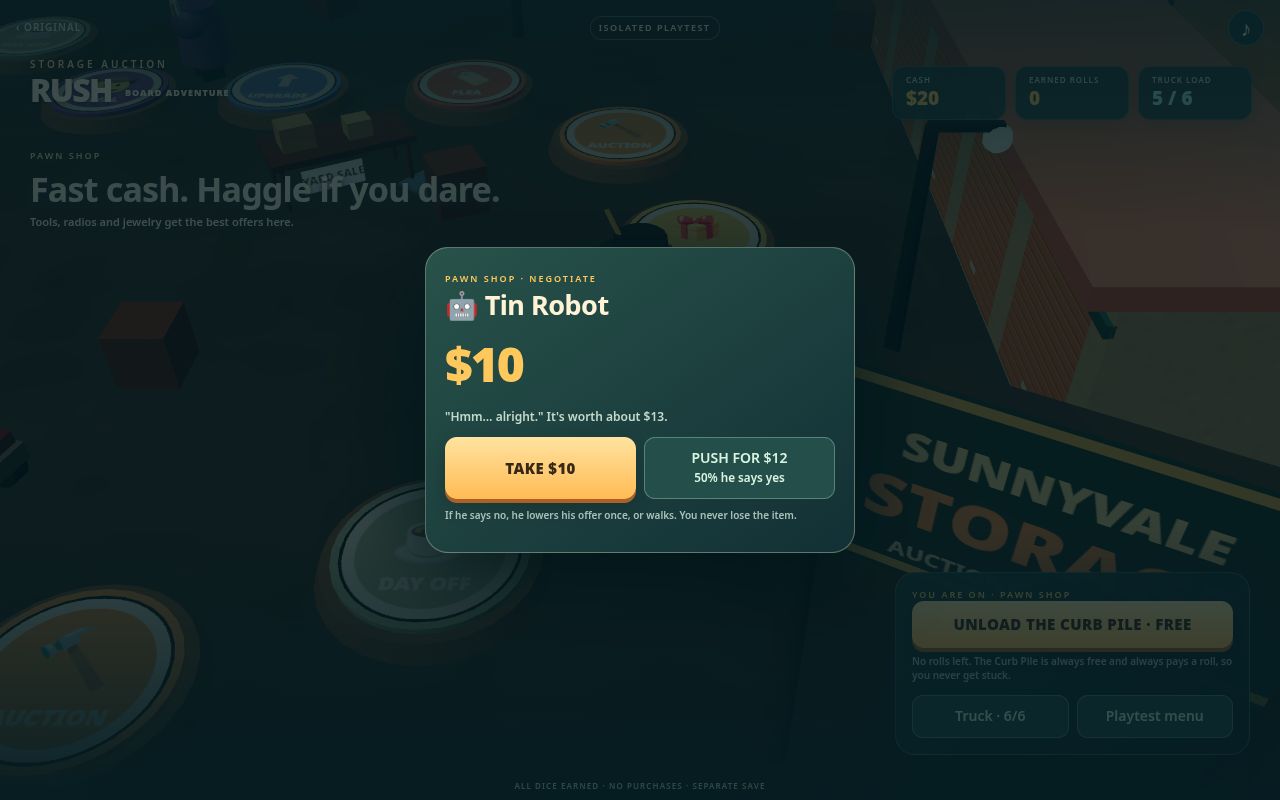 ‹ ORIGINAL
ISOLATED PLAYTEST
♪
STORAGE AUCTION
RUSH BOARD ADVENTURE
CASH
$20
EARNED ROLLS
0
TRUCK LOAD
5 / 6
UPGRADE
FLEA
AUCTION
YARD SALE
PAWN SHOP
Fast cash. Haggle if you dare.
Tools, radios and jewelry get the best offers here.
PAWN SHOP · NEGOTIATE
🤖 Tin Robot
$10
"Hmm… alright." It's worth about $13.
TAKE $10
PUSH FOR $12
50% he says yes
If he says no, he lowers his offer once, or walks. You never lose the item.
SUNNYVALE
DAY OFF
AUCTION
YOU ARE ON · PAWN SHOP
UNLOAD THE CURB PILE · FREE
No rolls left. The Curb Pile is always free and always pays a roll, so
you never get stuck.
Truck · 6/6
Playtest menu
ALL DICE EARNED · NO PURCHASES · SEPARATE SAVE